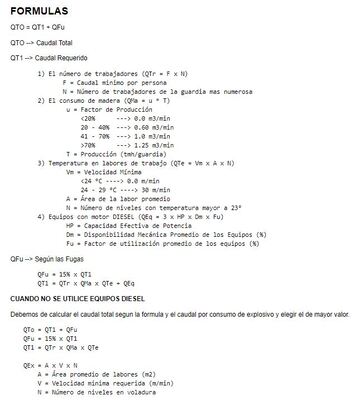 FORMULAS
QTO = QT1 + QFu
QTO --> Caudal Total
QT1 --> Caudal Requerido
1) El número de trabajadores (QTr = F x N)
F = Caudal minimo por persona
N = Número de trabajadores de la guardia mas numerosa
2) El consumo de madera (QMa = u * T)
u = Factor de Producción
<20% ---> 0.0 m3/min
20 - 40% ---> 0.60 m3/min
41 - 70% ---> 1.0 m3/min
>70% ---> 1.25 m3/min
T = Producción (tmh/guardia)
3) Temperatura en labores de trabajo (QTe = Vm x A x N)
Vm = Velocidad Mínima
<24 ºC ----> 0.0 m/min
24 - 29 ºC ----> 30 m/min
A = Área de la labor promedio
N = Número de niveles con temperatura mayor a 23º
4) Equipos con motor DIESEL (QEq = 3 x HP x Dm x Fu)
HP = Capacidad Efectiva de Potencia
Dm = Disponibilidad Mecánica Promedio de los Equipos (%)
Fu = Factor de utilización promedio de los equipos (%)
QFu --> Según las Fugas
QFu = 15% x QT1
QT1 = QTr x QMa x QTe + QEq
CUANDO NO SE UTILICE EQUIPOS DIESEL
Debemos de calcular el caudal total segun la formula y el caudal por consumo de explosivo y elegir el de mayor valor.
QTo = QT1 + QFu
QFu = 15% x QT1
QT1 = QTr x QMa x QTe
QEx = A x V x N
A = Área promedio de labores (m2)
V = Velocidad mínima requerida (m/min)
N = Número de niveles en voladura